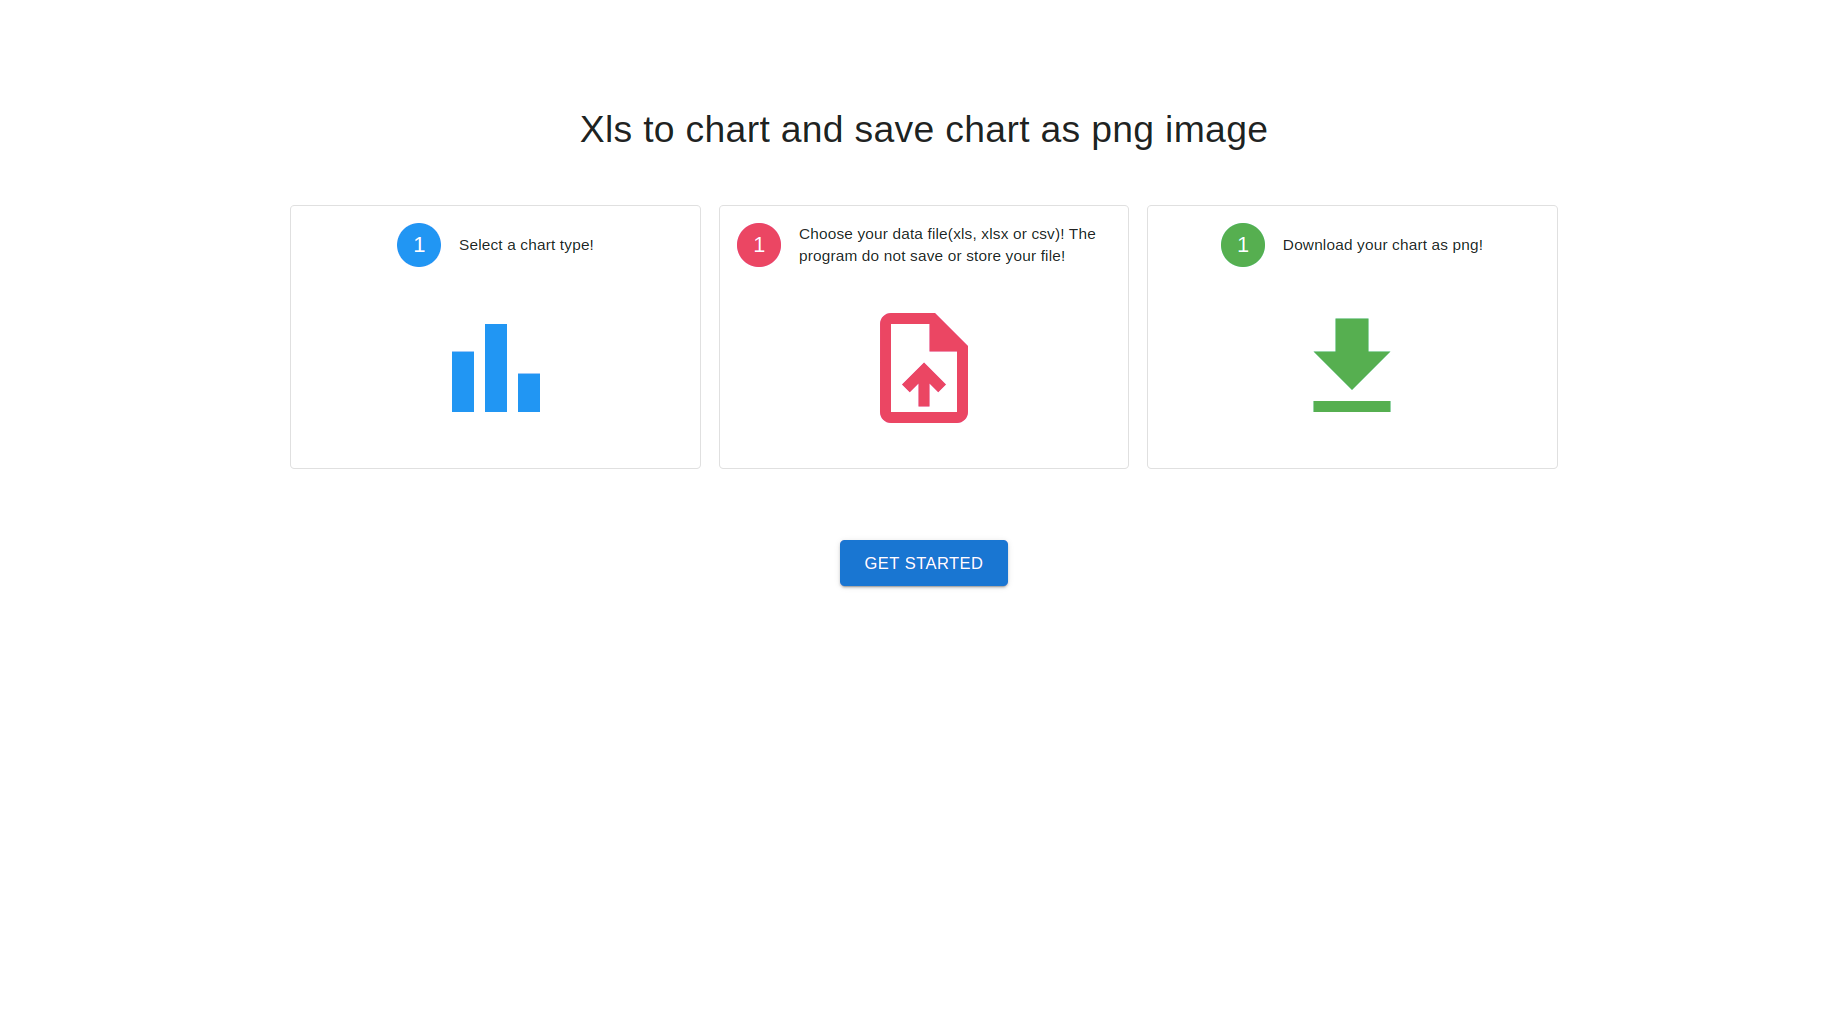 Xls to chart and save chart as png image
1
Select a chart type!
1
Choose your data file(xls, xlsx or csv)! The
program do not save or store your file!
1
Download your chart as png!
GET STARTED